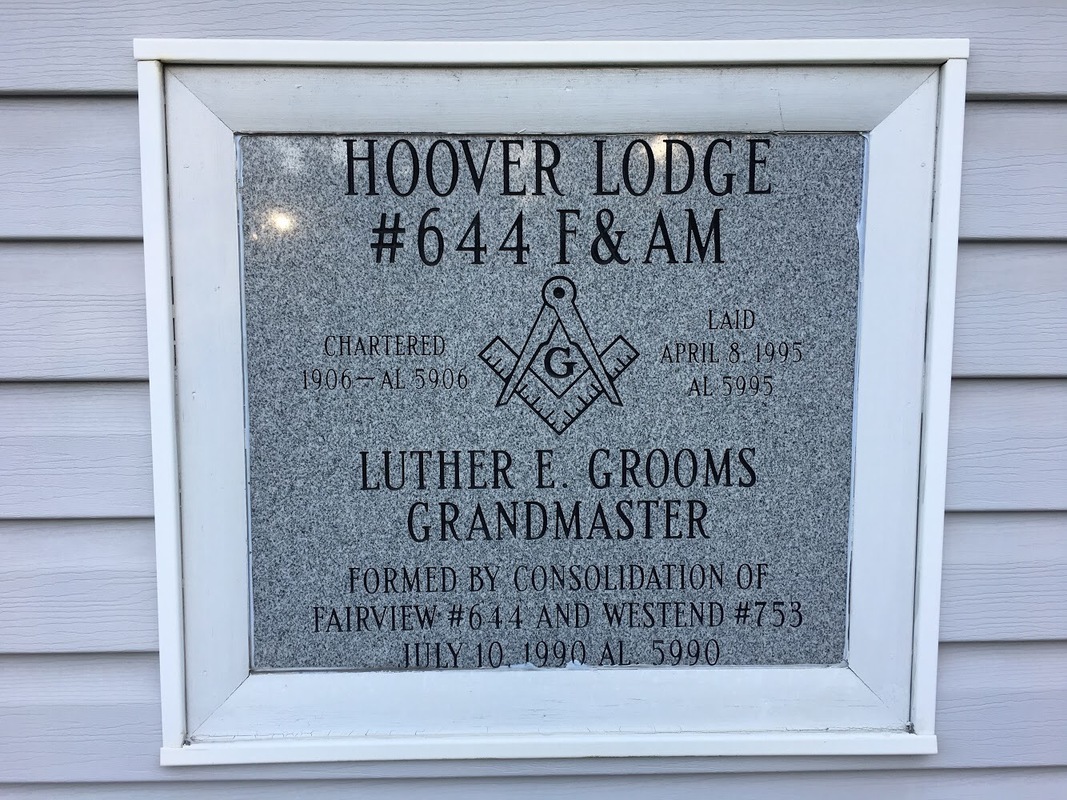 HOOVER LODGE
#644 F&AM
CHARTERED
1906—AL 5906
G
LAID
APRIL 8, 1995
AL 5995
LUTHER E. GROOMS
GRANDMASTER
FORMED BY CONSOLIDATION OF
FAIRVIEW #644 AND WESTEND #753
JULY 10, 1990 AL 5990